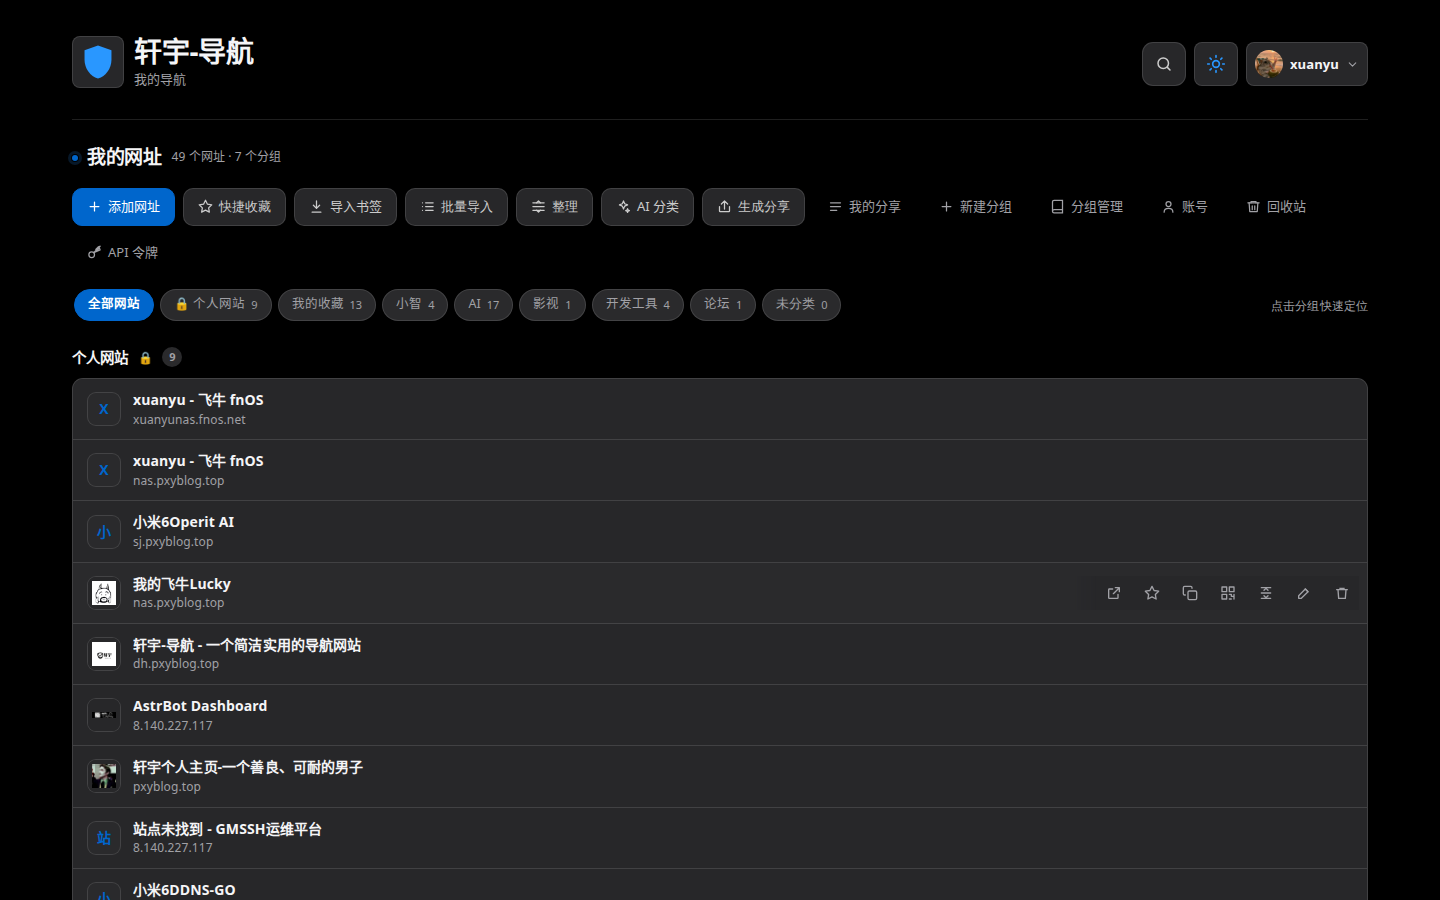 轩宇-导航
我的导航
xuanyu
我的网址 49 个网址 · 7 个分组
添加网址 快捷收藏 导入书签 批量导入 整理 AI 分类 生成分享 我的分享 新建分组 分组管理 账号 回收站
API 令牌
全部网站 🔒 个人网站 9 我的收藏 13 小智 4 AI 17 影视 1 开发工具 4 论坛 1 未分类 0 点击分组快速定位
个人网站 🔒 9
X xuanyu - 飞牛 fnOS
xuanyunas.fnos.net
X xuanyu - 飞牛 fnOS
nas.pxyblog.top
小 小米6Operit AI
sj.pxyblog.top
我的飞牛Lucky
nas.pxyblog.top
轩宇-导航 - 一个简洁实用的导航网站
dh.pxyblog.top
AstrBot Dashboard
8.140.227.117
轩宇个人主页-一个善良、可耐的男子
pxyblog.top
站 站点未找到 - GMSSH运维平台
8.140.227.117
小 小米6DDNS-GO